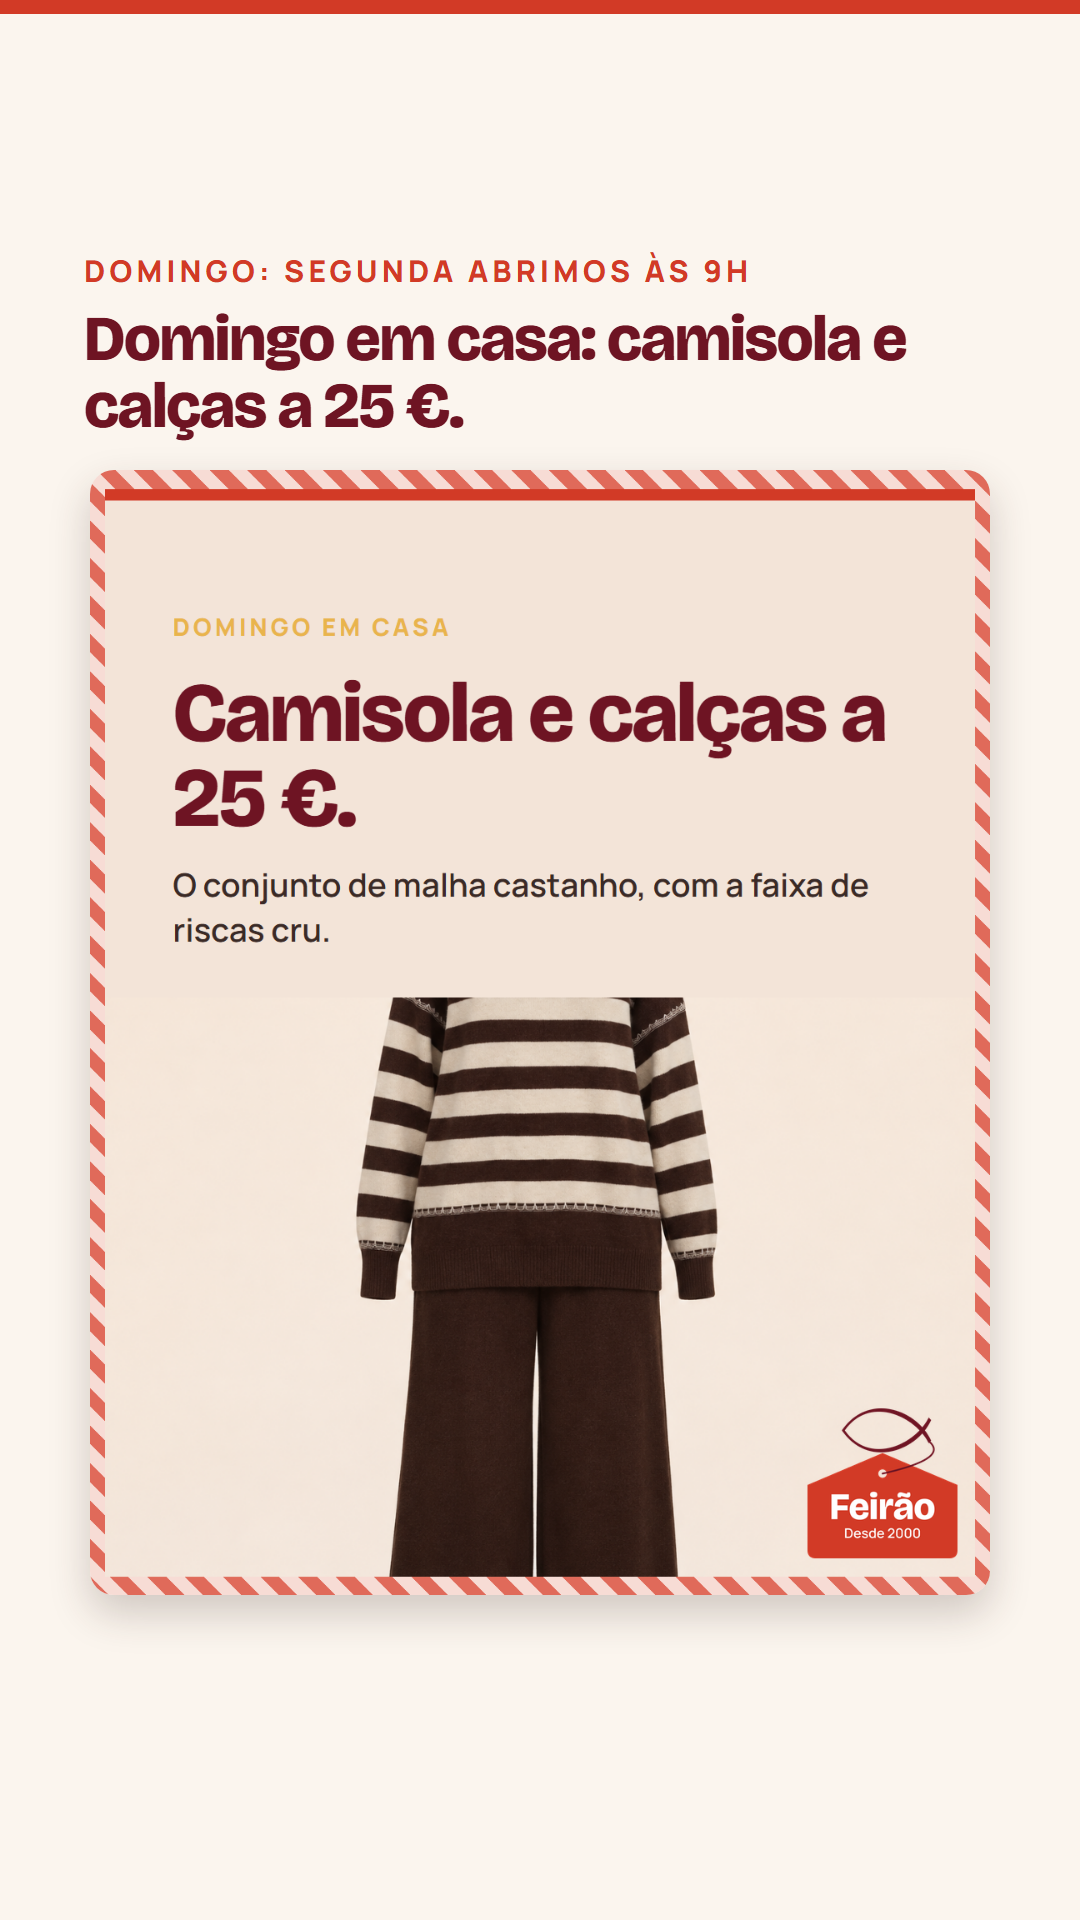 DOMINGO: SEGUNDA ABRIMOS ÀS 9H
Domingo em casa: camisola e
calças a 25 €.
DOMINGO EM CASA
Camisola e calças a
25 €.
O conjunto de malha castanho, com a faixa de
riscas cru.
Feirão
Desde 2000